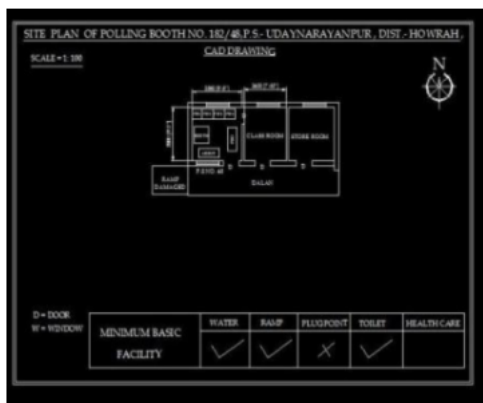 SITE PLAN OF POLLING BOOTH NO. 182/48,P.S.- UDAYNARAYANPUR, DIST.- HOWRAH,
CAD DRAWING
SCALE = 1: 100
N
CLASS ROOM
STORE ROOM
D
D
D
RAMP
DAMAGED
DALAN
D = DOOR
W = WINDOW
MINIMUM BASIC
FACILITY
WATER
RAMP
PLUGPOINT
TOILET
HEALTH CARE